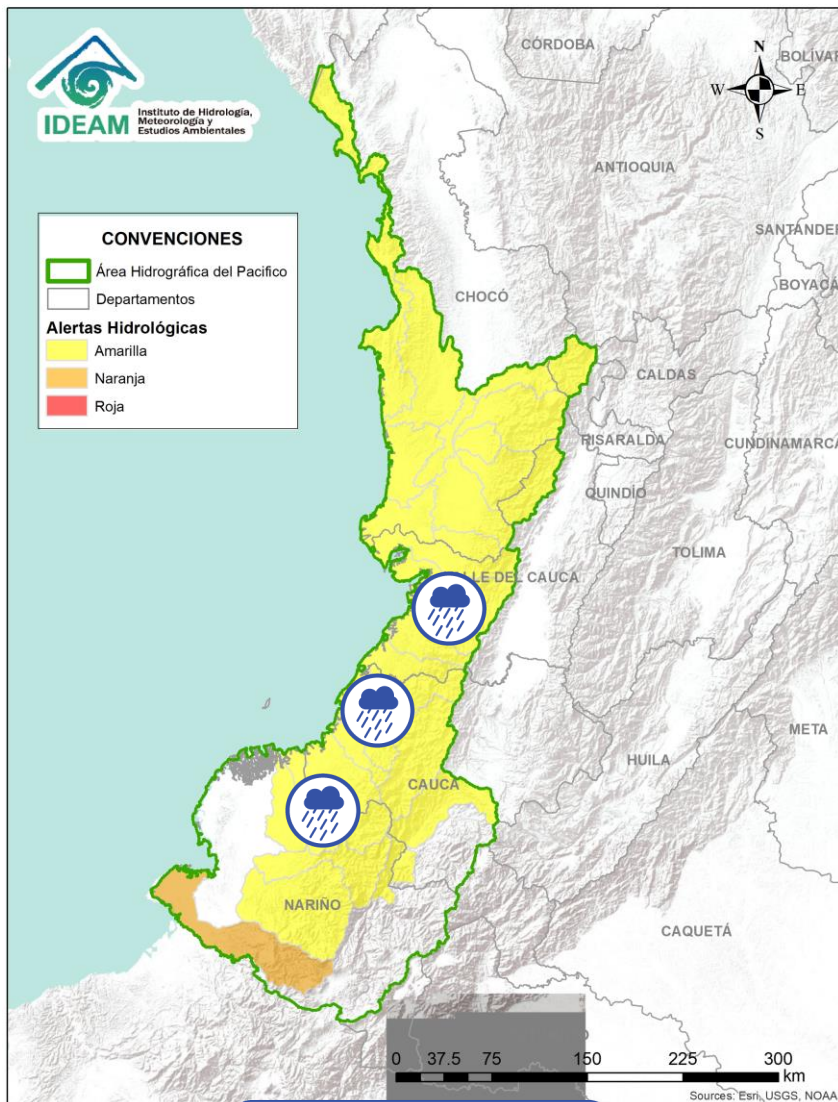 CÓRDOBA
BOLÍVAR
N
W E
S
IDEAM
Instituto de Hidrología,
Meteorología y
Estudios Ambientales
ANTIOQUIA
SANTANDER
CONVENCIONES
Área Hidrográfica del Pacifico
Departamentos
Alertas Hidrológicas
Amarilla
Naranja
Roja
BOYACÁ
CHOCÓ
CALDAS
RISARALDA
CUNDINAMARCA
QUINDÍO
TOLIMA
LLE DEL CAUCA
META
HUILA
CAUCA
NARIÑO
CAQUETÁ
0 37.5 75 150 225 300
km
Sources: Esri, USGS, NOAA